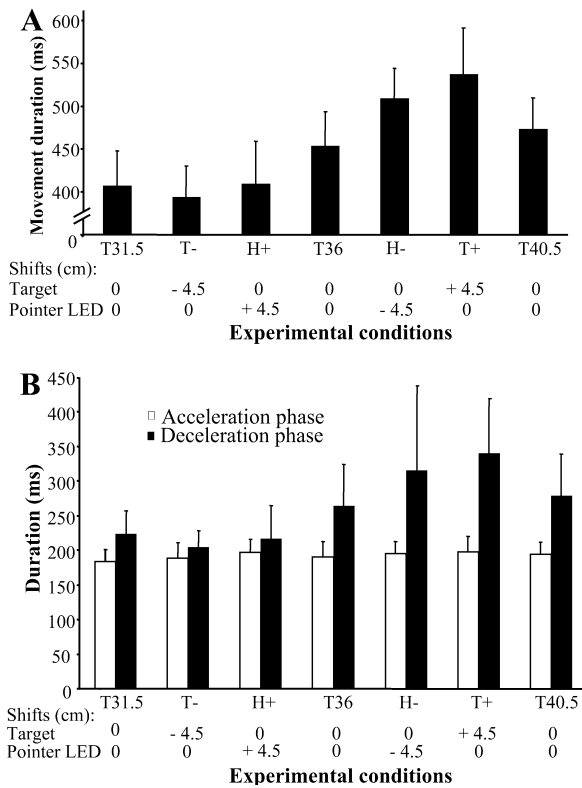 A
Movement duration (ms)
600
500
450
400
0
T31.5 T- H+ T36 H- T+ T40.5
Shifts (cm):
Target 0 - 4.5 0 0 0 + 4.5 0
Pointer LED 0 0 + 4.5 0 - 4.5 0 0
Experimental conditions
B
Duration (ms)
450
400
350
300
250
200
150
100
50
0
Acceleration phase
Deceleration phase
T31.5 T- H+ T36 H- T+ T40.5
Shifts (cm):
Target 0 - 4.5 0 0 0 + 4.5 0
Pointer LED 0 0 + 4.5 0 - 4.5 0 0
Experimental conditions